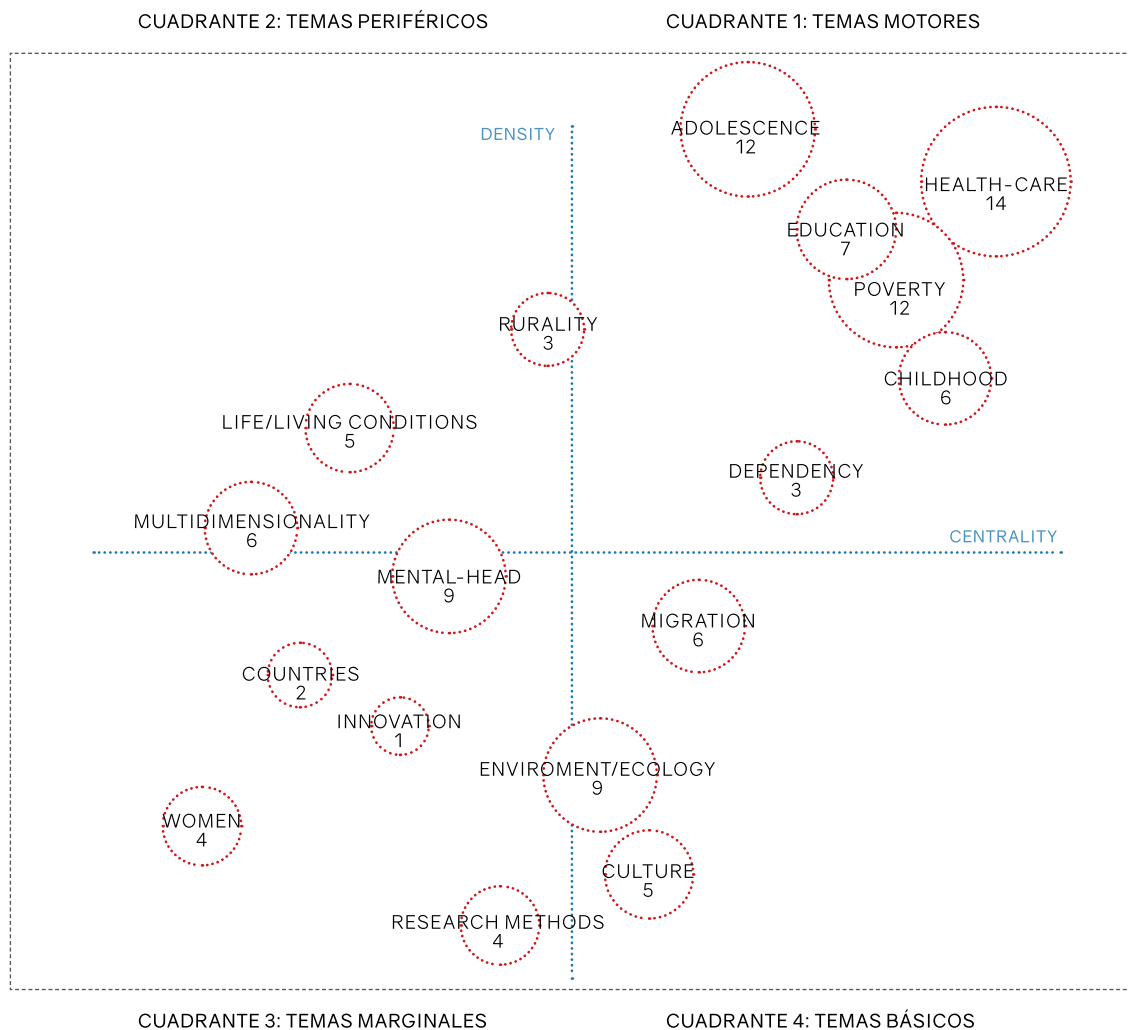 CUADRANTE 2: TEMAS PERIFÉRICOS
CUADRANTE 1: TEMAS MOTORES
DENSITY
ADOLESCENCE
12
HEALTH-CARE
14
EDUCATION
7
POVERTY
12
RURALITY
3
CHILDHOOD
6
LIFE/LIVING CONDITIONS
5
DEPENDENCY
3
MULTIDIMENSIONALITY
6
CENTRALITY
MENTAL-HEAD
9
MIGRATION
6
COUNTRIES
2
INNOVATION
1
ENVIROMENT/ECOLOGY
9
WOMEN
4
CULTURE
5
RESEARCH METHODS
4
CUADRANTE 3: TEMAS MARGINALES
CUADRANTE 4: TEMAS BÁSICOS